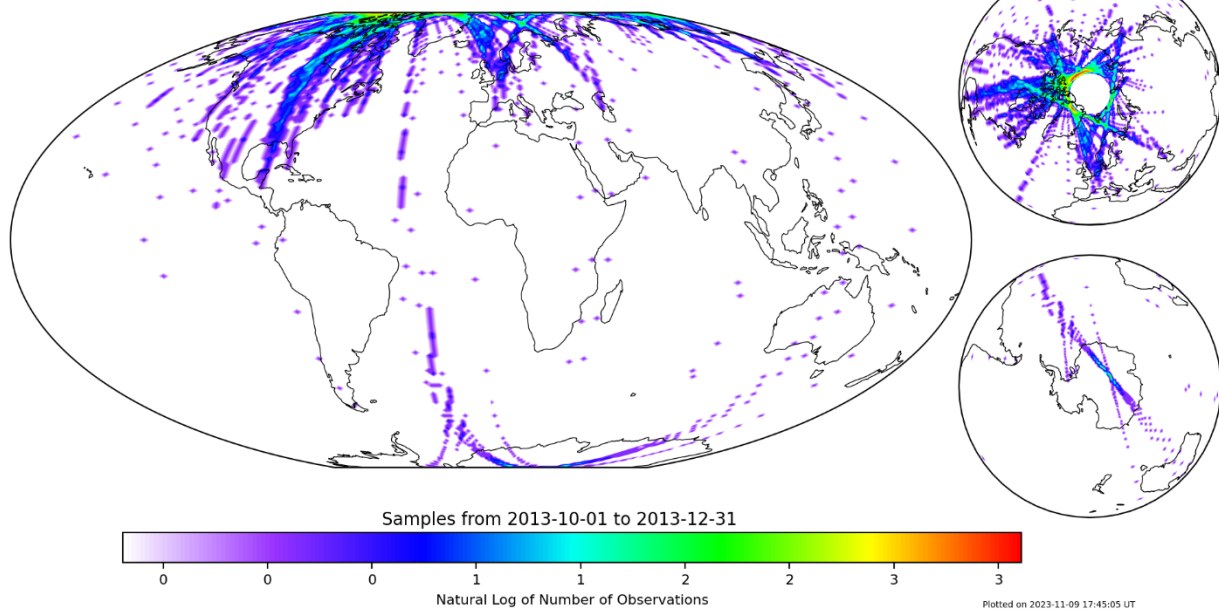 Samples from 2013-10-01 to 2013-12-31
0 0 0 1 1 2 2 3 3
Natural Log of Number of Observations
Plotted on 2023-11-09 17:45:05 UT